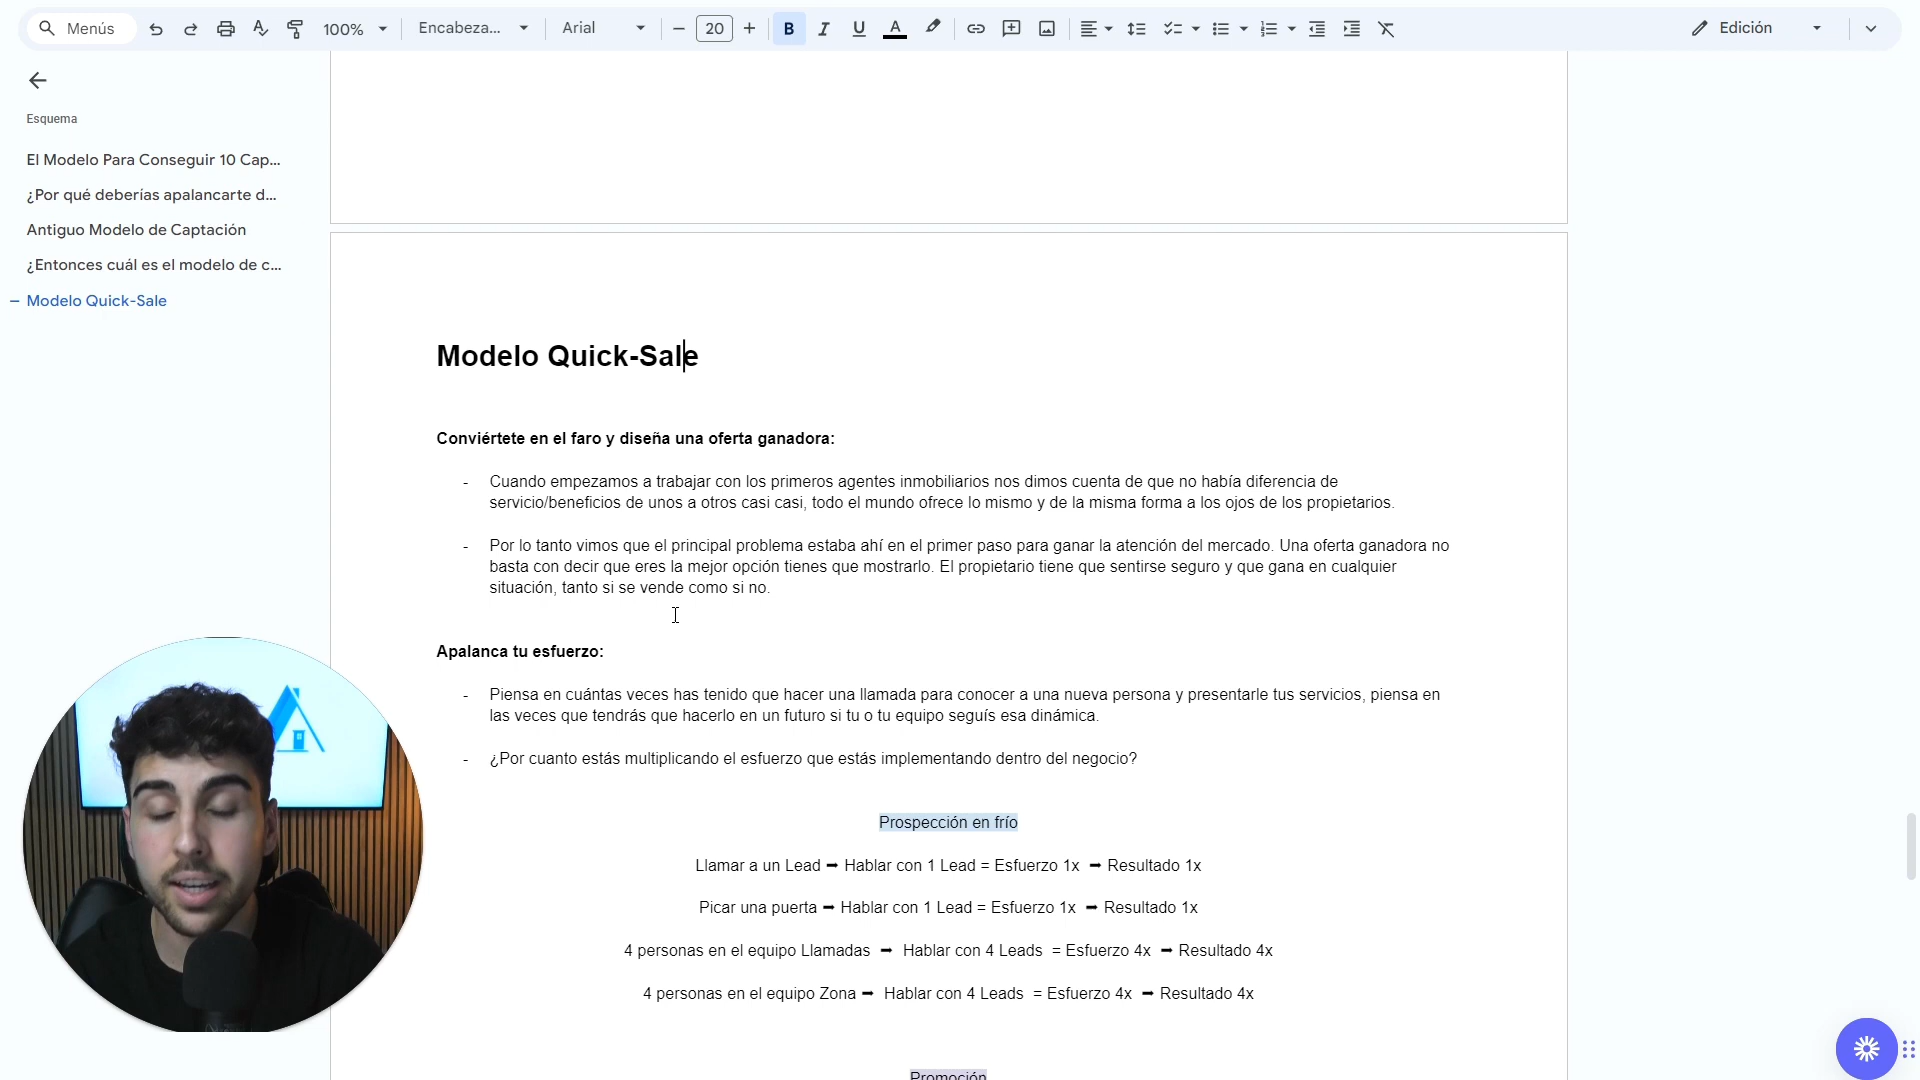 Menús
100%
Encabeza...
Arial
20
B
I
U
A
Edición
Esquema
El Modelo Para Conseguir 10 Cap...
¿Por qué deberías apalancarte d...
Antiguo Modelo de Captación
¿Entonces cuál es el modelo de c...
Modelo Quick-Sale
Modelo Quick-Sale
Conviértete en el faro y diseña una oferta ganadora:
- Cuando empezamos a trabajar con los primeros agentes inmobiliarios nos dimos cuenta de que no había diferencia de
servicio/beneficios de unos a otros casi casi, todo el mundo ofrece lo mismo y de la misma forma a los ojos de los propietarios.
- Por lo tanto vimos que el principal problema estaba ahí en el primer paso para ganar la atención del mercado. Una oferta ganadora no
basta con decir que eres la mejor opción tienes que mostrarlo. El propietario tiene que sentirse seguro y que gana en cualquier
situación, tanto si se vende como si no.
Apalanca tu esfuerzo:
- Piensa en cuántas veces has tenido que hacer una llamada para conocer a una nueva persona y presentarle tus servicios, piensa en
las veces que tendrás que hacerlo en un futuro si tu o tu equipo seguís esa dinámica.
- ¿Por cuanto estás multiplicando el esfuerzo que estás implementando dentro del negocio?
Prospección en frío
Llamar a un Lead ➡ Hablar con 1 Lead = Esfuerzo 1x ➡ Resultado 1x
Picar una puerta ➡ Hablar con 1 Lead = Esfuerzo 1x ➡ Resultado 1x
4 personas en el equipo Llamadas ➡ Hablar con 4 Leads = Esfuerzo 4x ➡ Resultado 4x
4 personas en el equipo Zona ➡ Hablar con 4 Leads = Esfuerzo 4x ➡ Resultado 4x
Promoción